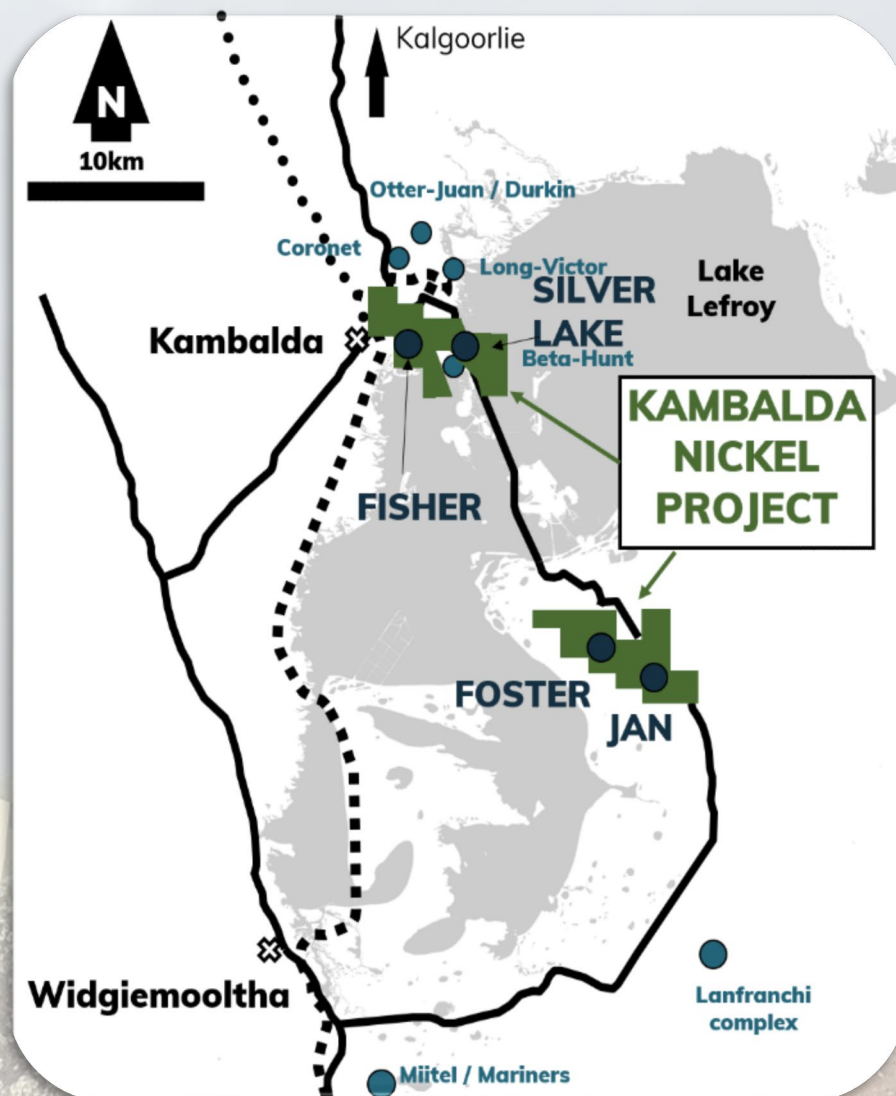 Kalgoorlie
N
10km
Otter-Juan / Durkin
Coronet
Long-Victor
SILVER
LAKE
Lake
Lefroy
Kambalda
Beta-Hunt
KAMBALDA
NICKEL
PROJECT
FISHER
FOSTER
JAN
Widgiemooltha
Lanfranchi
complex
Miitel / Mariners